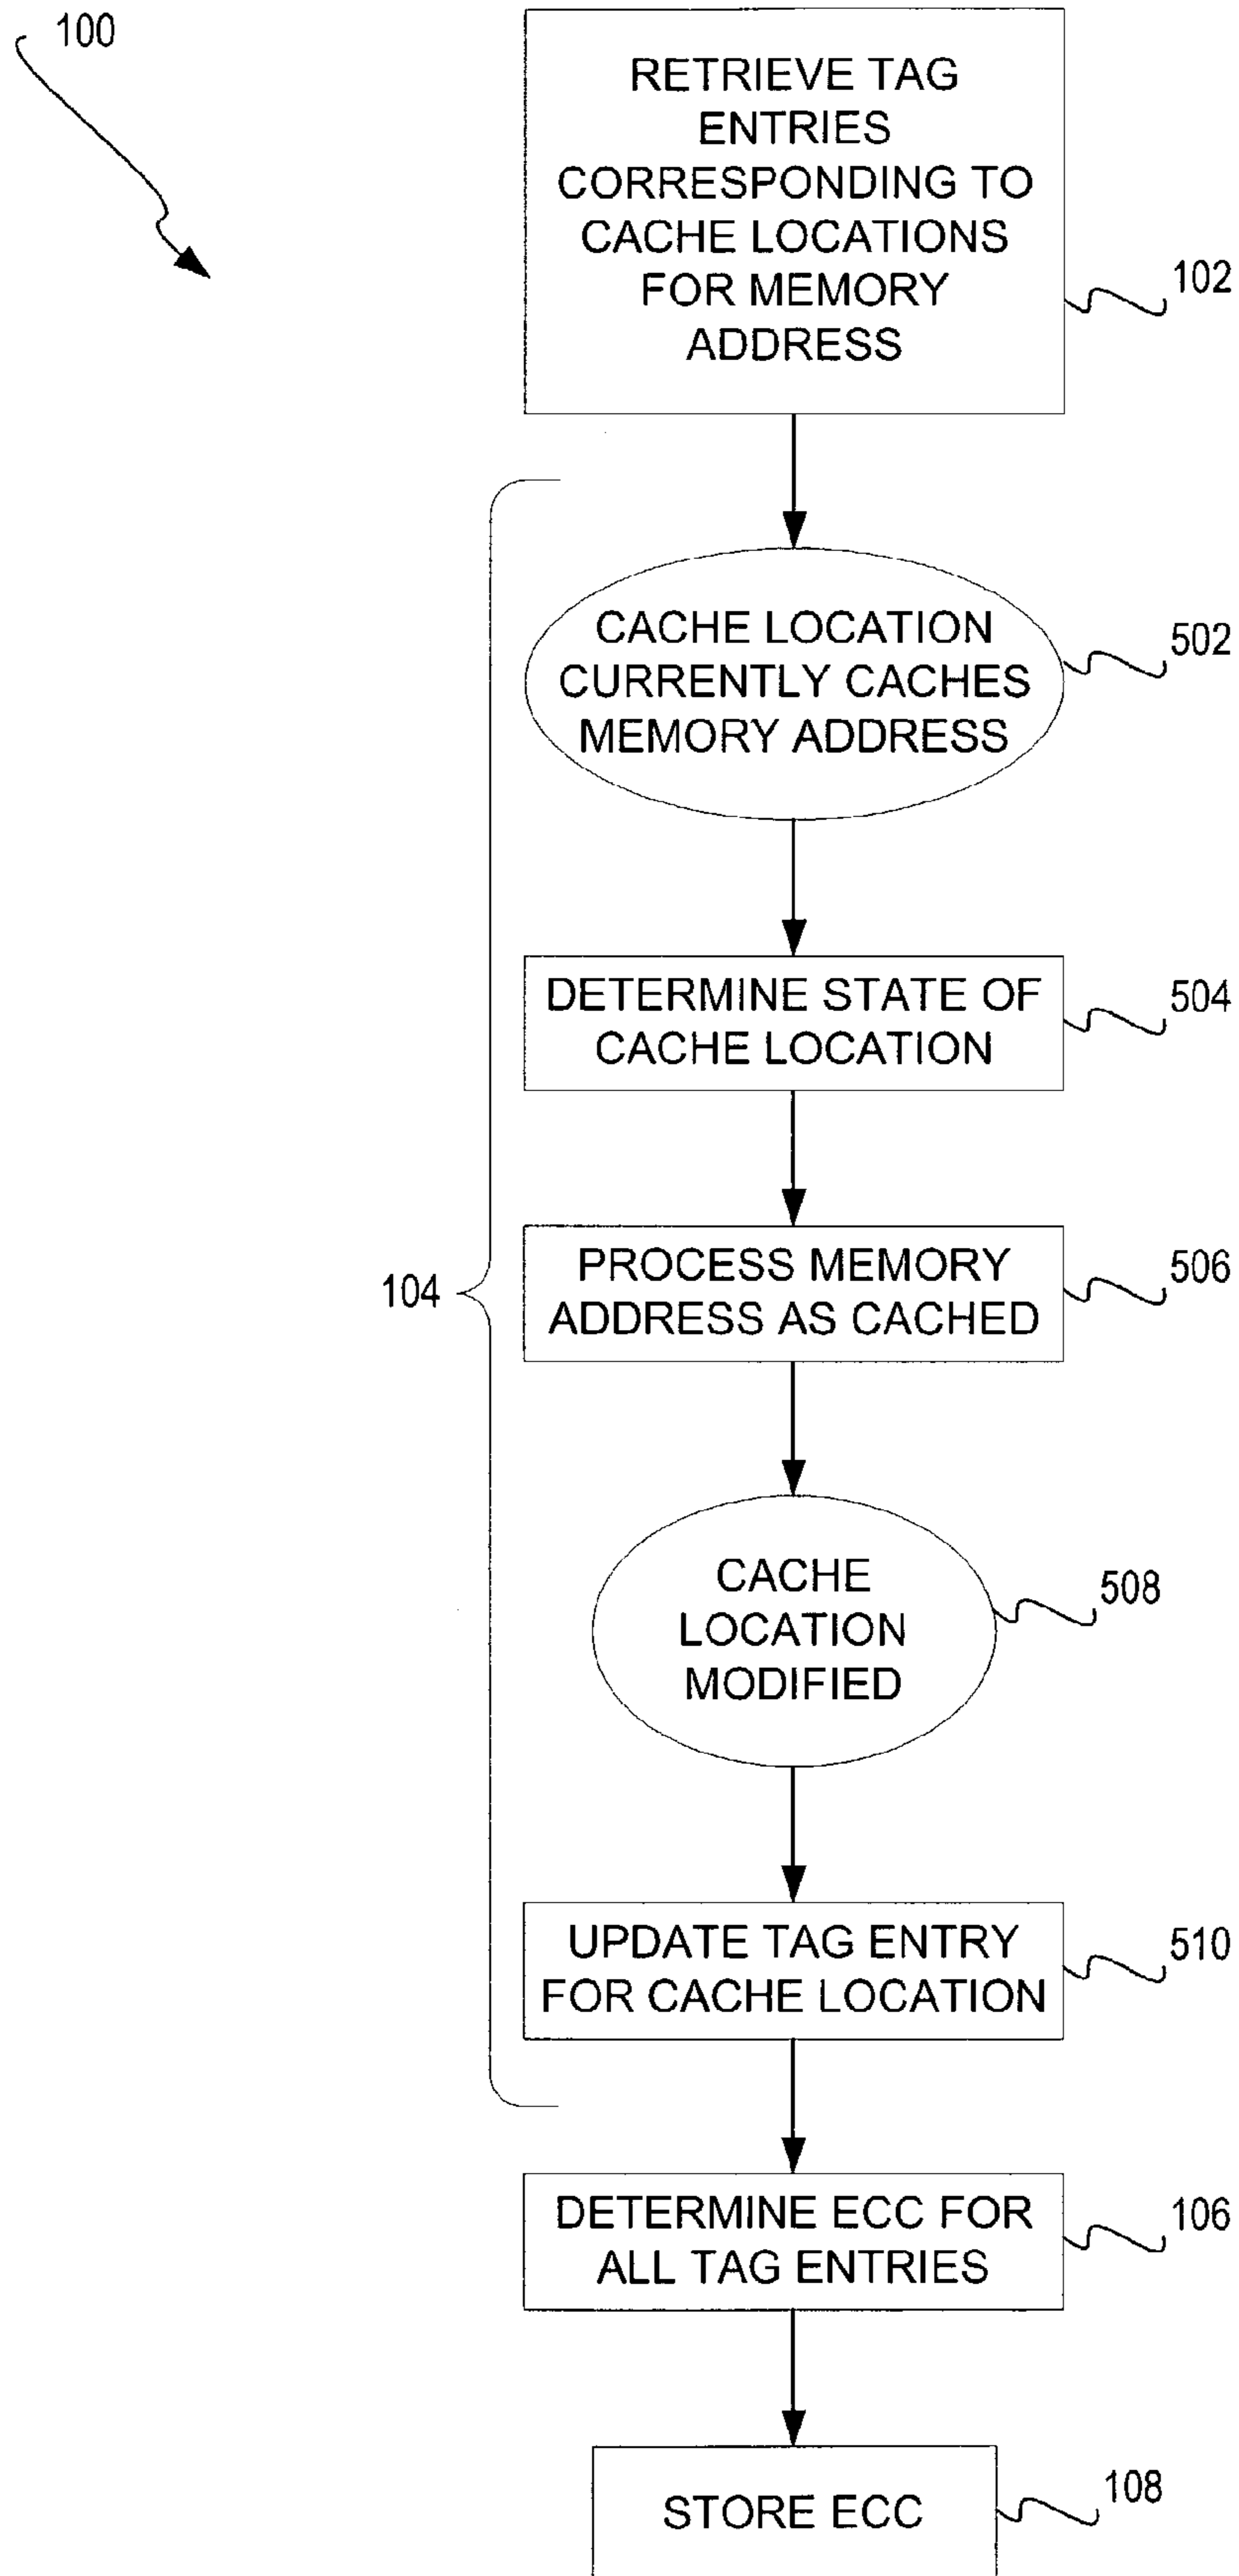 100
RETRIEVE TAG
ENTRIES
CORRESPONDING TO
CACHE LOCATIONS
FOR MEMORY
ADDRESS
102
CACHE LOCATION
CURRENTLY CACHES
MEMORY ADDRESS
502
DETERMINE STATE OF
CACHE LOCATION
504
PROCESS MEMORY
ADDRESS AS CACHED
506
104
CACHE
LOCATION
MODIFIED
508
UPDATE TAG ENTRY
FOR CACHE LOCATION
510
DETERMINE ECC FOR
ALL TAG ENTRIES
106
STORE ECC
108